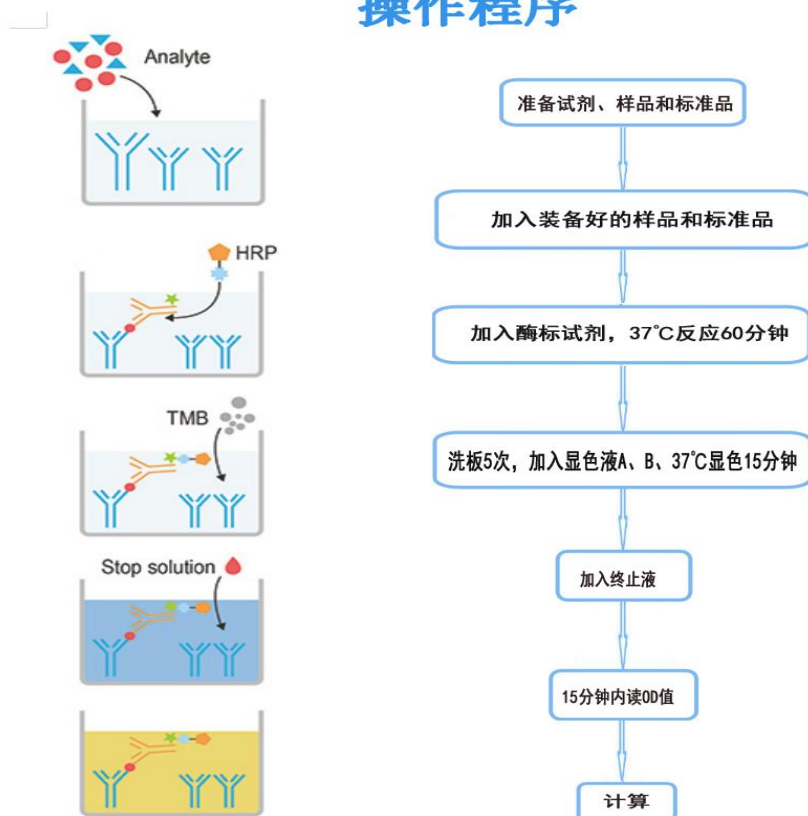 操作程序
Analyte
HRP
TMB
Stop solution
准备试剂、样品和标准品
加入装备好的样品和标准品
加入酶标试剂，37℃反应60分钟
洗板5次，加入显色液A、B、37℃显色15分钟
加入终止液
15分钟内读OD值
计算